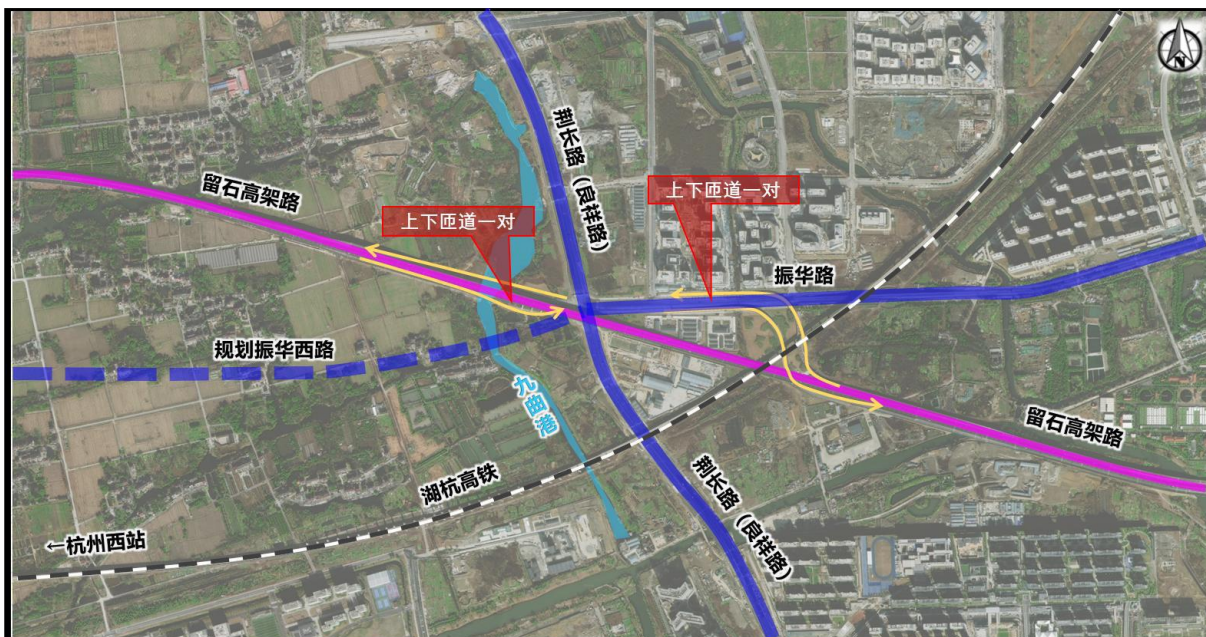 N
荆长路（良祥路）
留石高架路
上下匝道一对
上下匝道一对
振华路
规划振华西路
九曲港
留石高架路
湖杭高铁
荆长路（良祥路）
←杭州西站